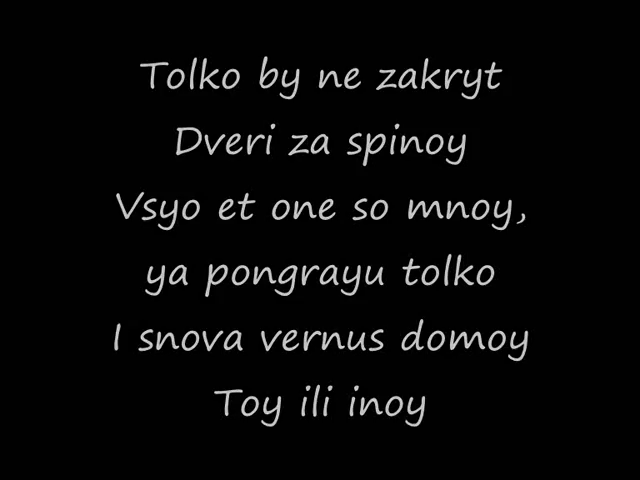 Tolko by ne zakryt
Dveri za spinoy
Vsyo et one so mnoy,
ya pongrayu tolko
I snova vernus domoy
Toy ili inoy